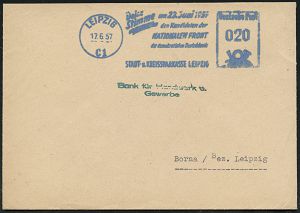 LEIPZIG
17.6.57
C1
Deine Stimme
am 23. Juni 1957
den Kandidaten der
NATIONALEN FRONT
des demokratischen Deutschland
STADT- u. KREISSPARKASSE LEIPZIG
Deutsche Post
020
Bank für Handwerk u.
Gewerbe
Borna / Bez. Leipzig